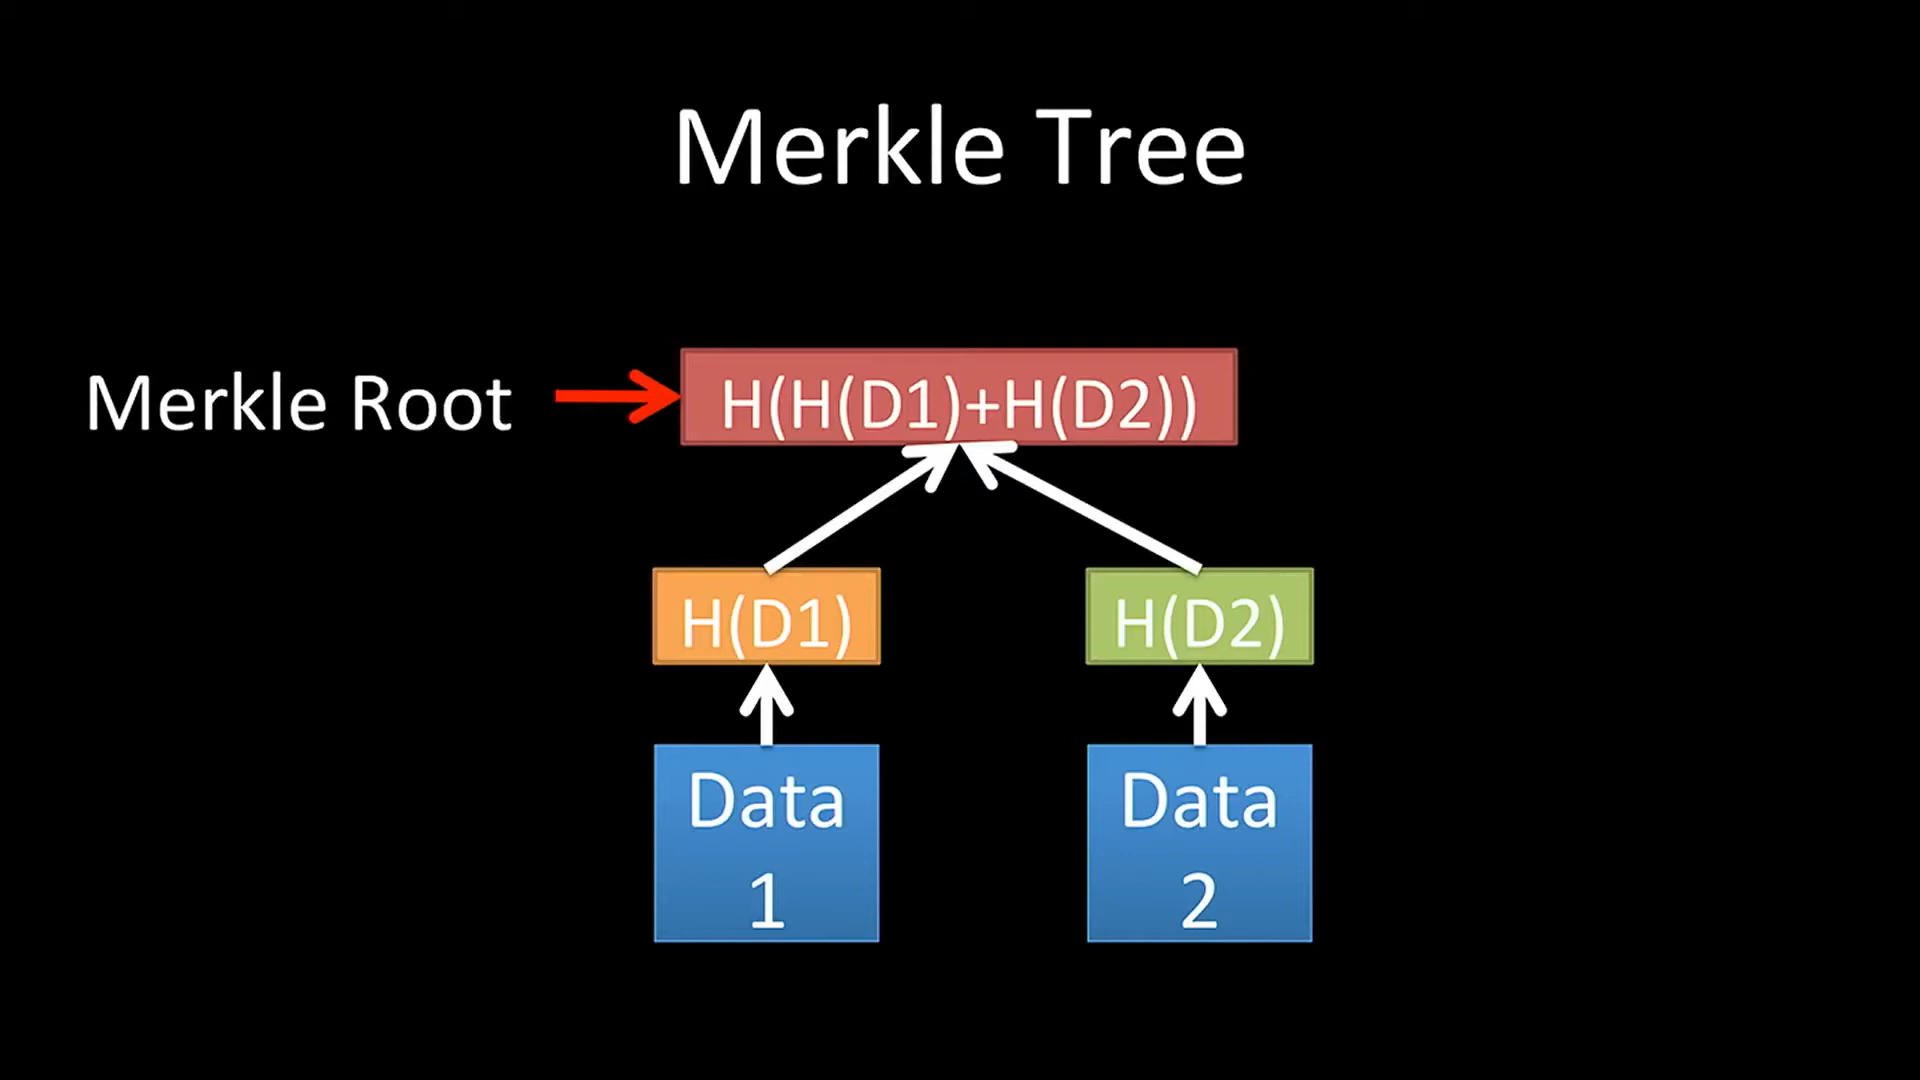 Merkle Tree
Merkle Root
H(H(D1)+H(D2))
H(D1)
H(D2)
Data
1
Data
2